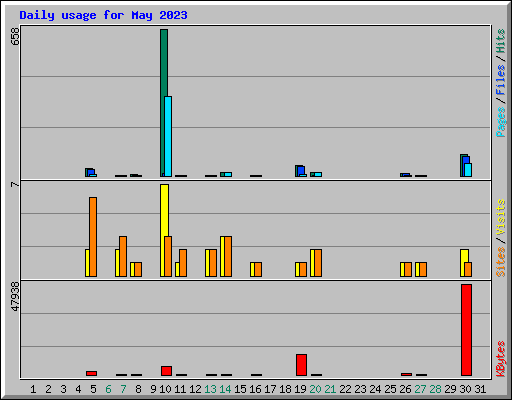 Daily usage for May 2023
658
7
47938
Pages / Files / Hits
Sites / Visits
KBytes
1 2 3 4 5 6 7 8 9 10 11 12 13 14 15 16 17 18 19 20 21 22 23 24 25 26 27 28 29 30 31